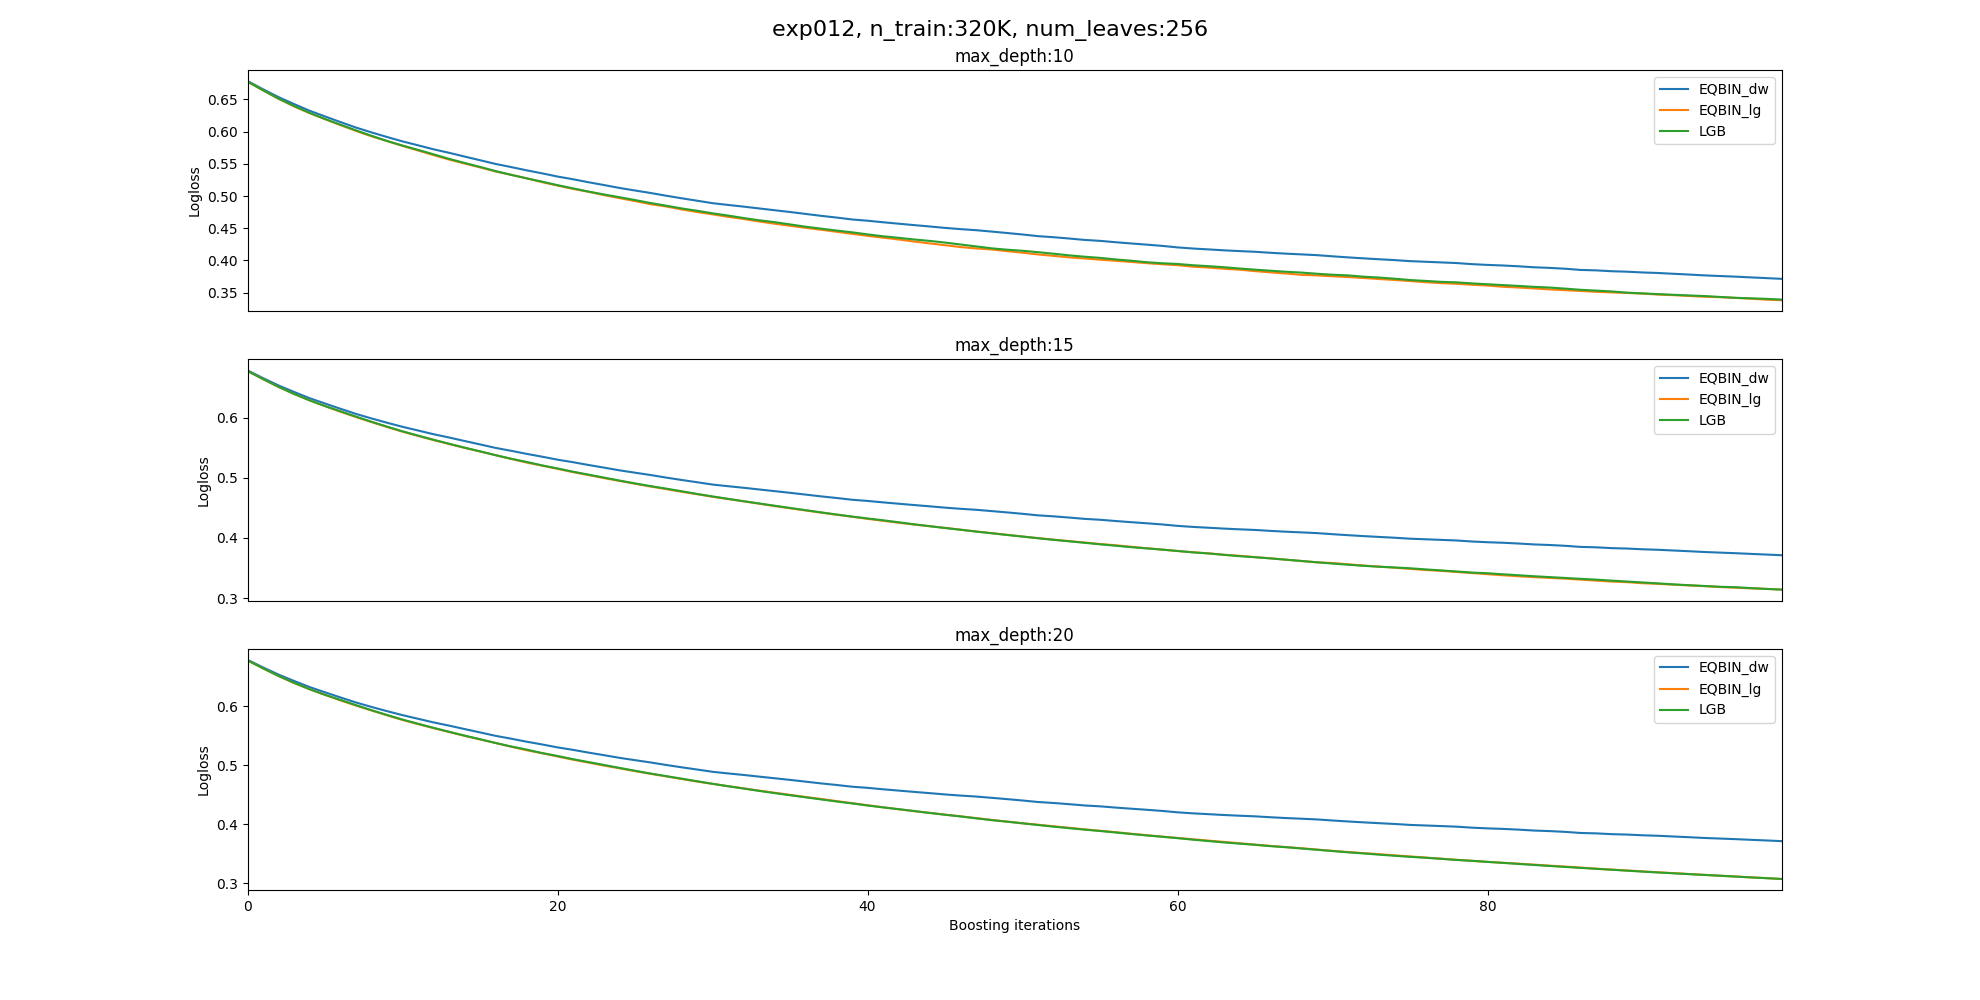 exp012, n_train:320K, num_leaves:256
max_depth:10
Logloss
0.65
0.60
0.55
0.50
0.45
0.40
0.35
EQBIN_dw
EQBIN_lg
LGB
max_depth:15
Logloss
0.6
0.5
0.4
0.3
EQBIN_dw
EQBIN_lg
LGB
max_depth:20
Logloss
0.6
0.5
0.4
0.3
EQBIN_dw
EQBIN_lg
LGB
0 20 40 60 80
Boosting iterations